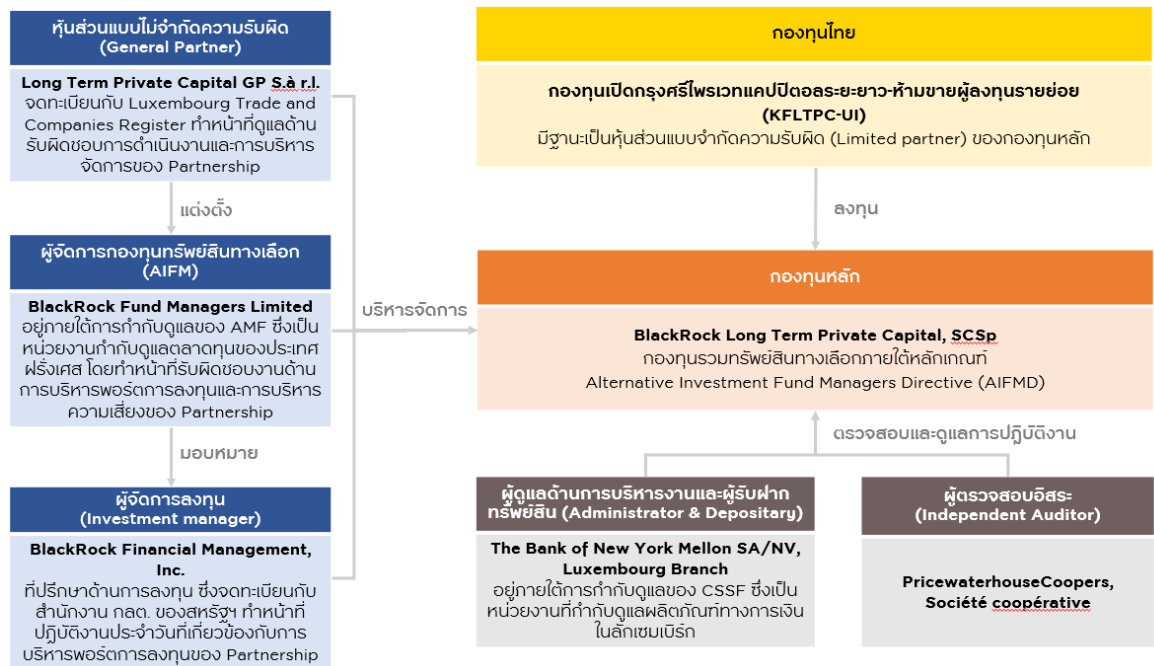 หุ้นส่วนแบบไม่จำกัดความรับผิด
(General Partner)
Long Term Private Capital GP S.à r.l.
จดทะเบียนกับ Luxembourg Trade and
Companies Register ทำหน้าที่ดูแลด้าน
รับผิดชอบการดำเนินงานและการบริหาร
จัดการของ Partnership
แต่งตั้ง
ผู้จัดการกองทุนทรัพย์สินทางเลือก
(AIFM)
BlackRock Fund Managers Limited
อยู่ภายใต้การกำกับดูแลของ AMF ซึ่งเป็น
หน่วยงานกำกับดูแลตลาดทุนของประเทศ
ฝรั่งเศส โดยทำหน้าที่รับผิดชอบงานด้าน
การบริหารพอร์ตการลงทุนและการบริหาร
ความเสี่ยงของ Partnership
มอบหมาย
ผู้จัดการลงทุน
(Investment manager)
BlackRock Financial Management,
Inc.
ที่ปรึกษาด้านการลงทุน ซึ่งจดทะเบียนกับ
สำนักงาน กลต. ของสหรัฐฯ ทำหน้าที่
ปฏิบัติงานประจำวันที่เกี่ยวข้องกับการ
บริหารพอร์ตการลงทุนของ Partnership
บริหารจัดการ
กองทุนไทย
กองทุนเปิดกรุงศรีไพรเวทแคปปิตอลระยะยาว-ห้ามขายผู้ลงทุนรายย่อย
(KFLTPC-UI)
มีฐานะเป็นหุ้นส่วนแบบจำกัดความรับผิด (Limited partner) ของกองทุนหลัก
ลงทุน
กองทุนหลัก
BlackRock Long Term Private Capital, SCSp
กองทุนรวมทรัพย์สินทางเลือกภายใต้หลักเกณฑ์
Alternative Investment Fund Managers Directive (AIFMD)
ตรวจสอบและดูแลการปฏิบัติงาน
ผู้ดูแลด้านการบริหารงานและผู้รับฝาก
ทรัพย์สิน (Administrator & Depositary)
The Bank of New York Mellon SA/NV,
Luxembourg Branch
อยู่ภายใต้การกำกับดูแลของ CSSF ซึ่งเป็น
หน่วยงานที่กำกับดูแลผลิตภัณฑ์ทางการเงิน
ในลักเซมเบิร์ก
ผู้ตรวจสอบอิสระ
(Independent Auditor)
PricewaterhouseCoopers,
Société coopérative